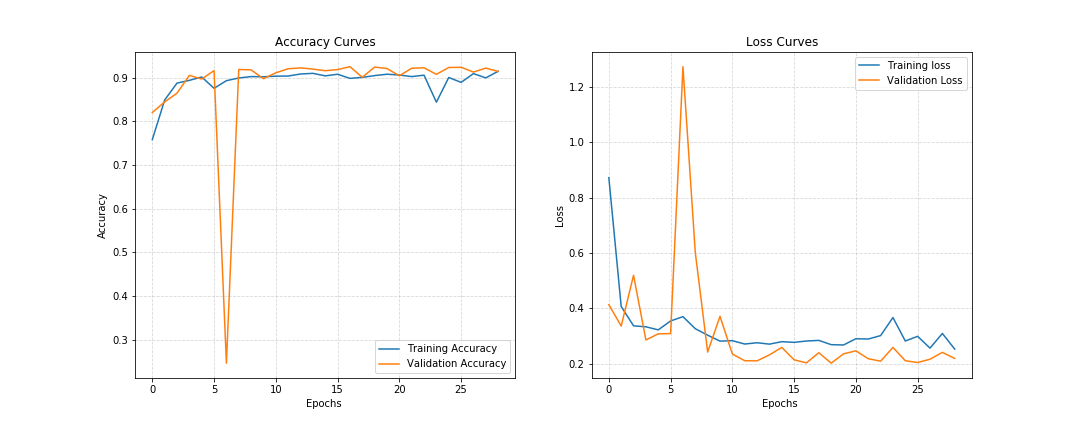 Accuracy Curves
Accuracy
0.9
0.8
0.7
0.6
0.5
0.4
0.3
0 5 10 15 20 25
Epochs
Training Accuracy
Validation Accuracy
Loss Curves
Loss
1.2
1.0
0.8
0.6
0.4
0.2
0 5 10 15 20 25
Epochs
Training loss
Validation Loss